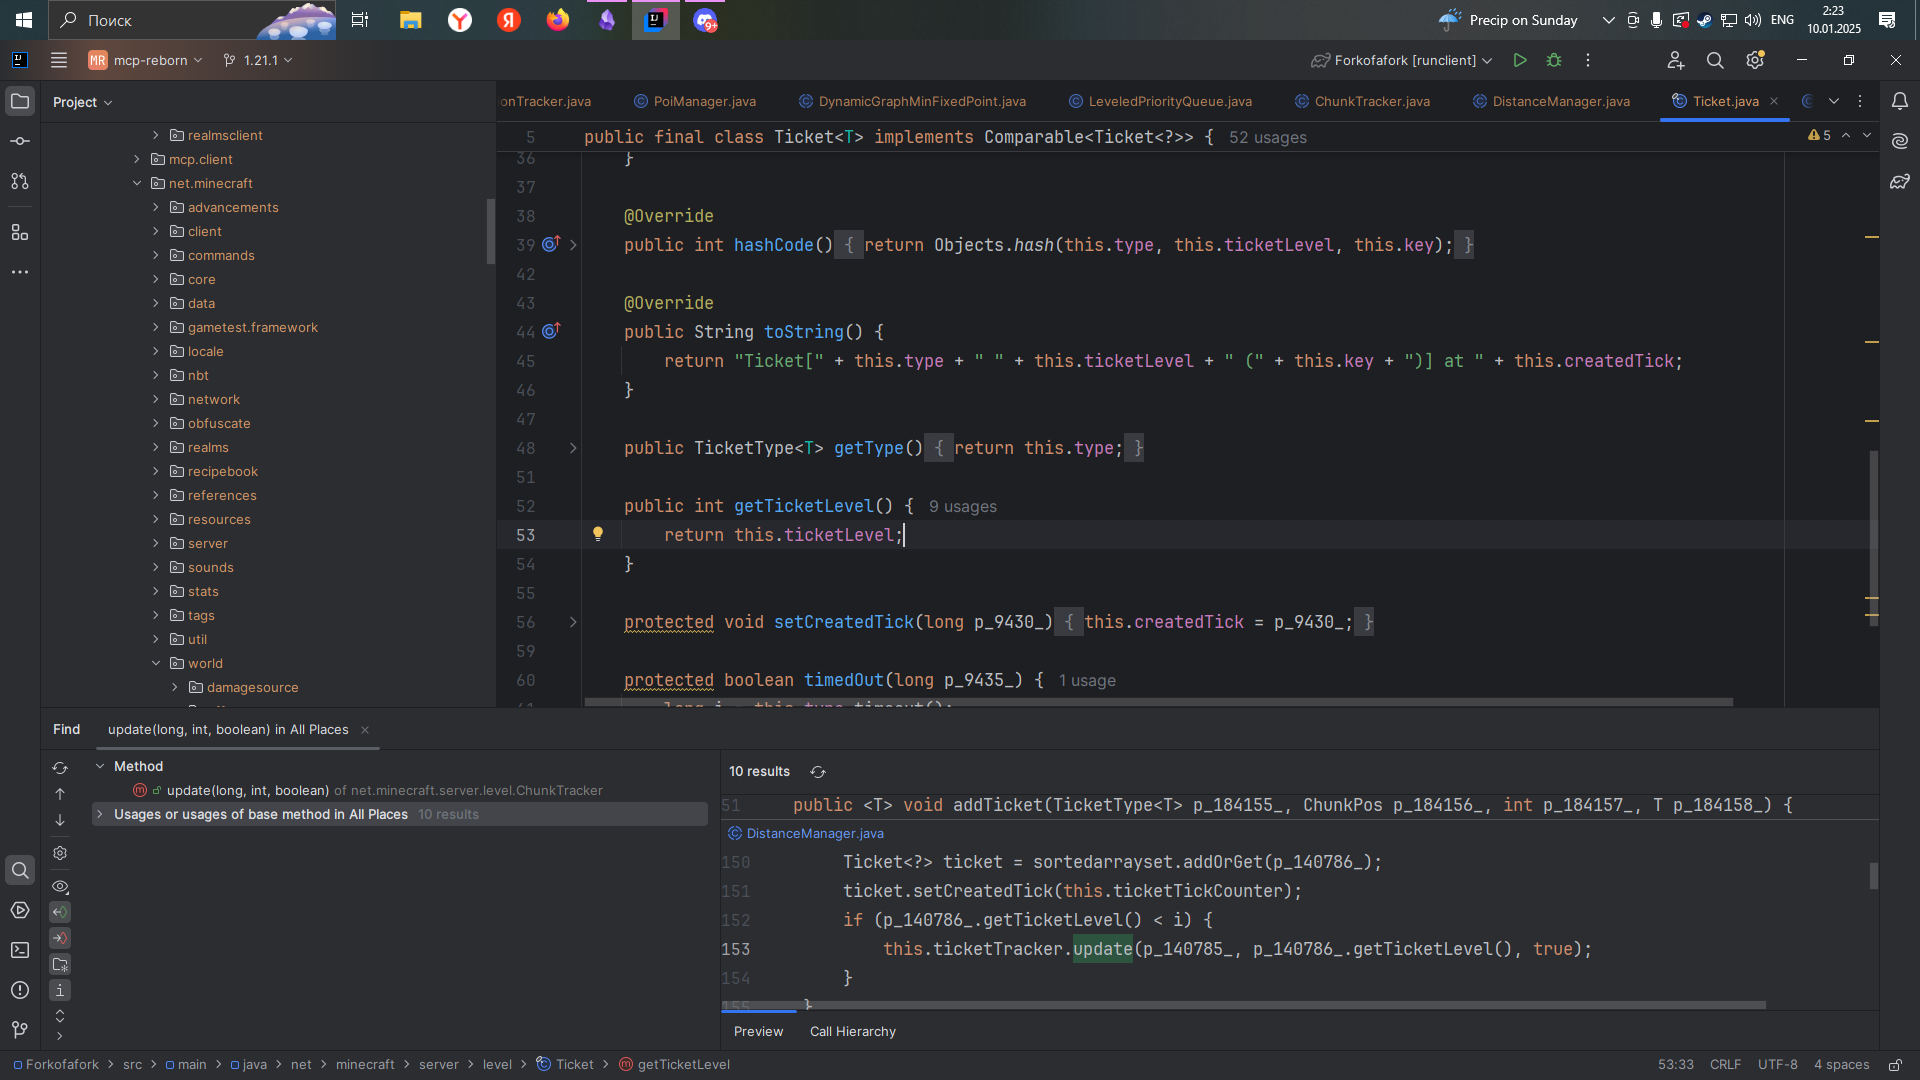 Поиск
Precip on Sunday
ENG
2:23
10.01.2025
MR mcp-reborn
1.21.1
Forkofafork [runclient]
Project
onTracker.java
PoiManager.java
DynamicGraphMinFixedPoint.java
LeveledPriorityQueue.java
ChunkTracker.java
DistanceManager.java
Ticket.java
realmsclient
mcp.client
net.minecraft
advancements
client
commands
core
data
gametest.framework
locale
nbt
network
obfuscate
realms
recipebook
references
resources
server
sounds
stats
tags
util
world
damagesource
5 public final class Ticket<T> implements Comparable<Ticket<?>> { 52 usages
5
36 }
37
38 @Override
39 public int hashCode() { return Objects.hash(this.type, this.ticketLevel, this.key); }
42
43 @Override
44 public String toString() {
45 return "Ticket[" + this.type + " " + this.ticketLevel + " (" + this.key + ")] at " + this.createdTick;
46 }
47
48 public TicketType<T> getType() { return this.type; }
51
52 public int getTicketLevel() { 9 usages
53 return this.ticketLevel;
54 }
55
56 protected void setCreatedTick(long p_9430_) { this.createdTick = p_9430_; }
59
60 protected boolean timedOut(long p_9435_) { 1 usage
Find
update(long, int, boolean) in All Places
Method
update(long, int, boolean) of net.minecraft.server.level.ChunkTracker
Usages or usages of base method in All Places 10 results
10 results
51 public <T> void addTicket(TicketType<T> p_184155_, ChunkPos p_184156_, int p_184157_, T p_184158_) {
DistanceManager.java
150 Ticket<?> ticket = sortedarrayset.addOrGet(p_140786_);
151 ticket.setCreatedTick(this.ticketTickCounter);
152 if (p_140786_.getTicketLevel() < i) {
153 this.ticketTracker.update(p_140785_, p_140786_.getTicketLevel(), true);
154 }
155 }
Preview
Call Hierarchy
Forkofafork > src > main > java > net > minecraft > server > level > Ticket > getTicketLevel
53:33
CRLF
UTF-8
4 spaces